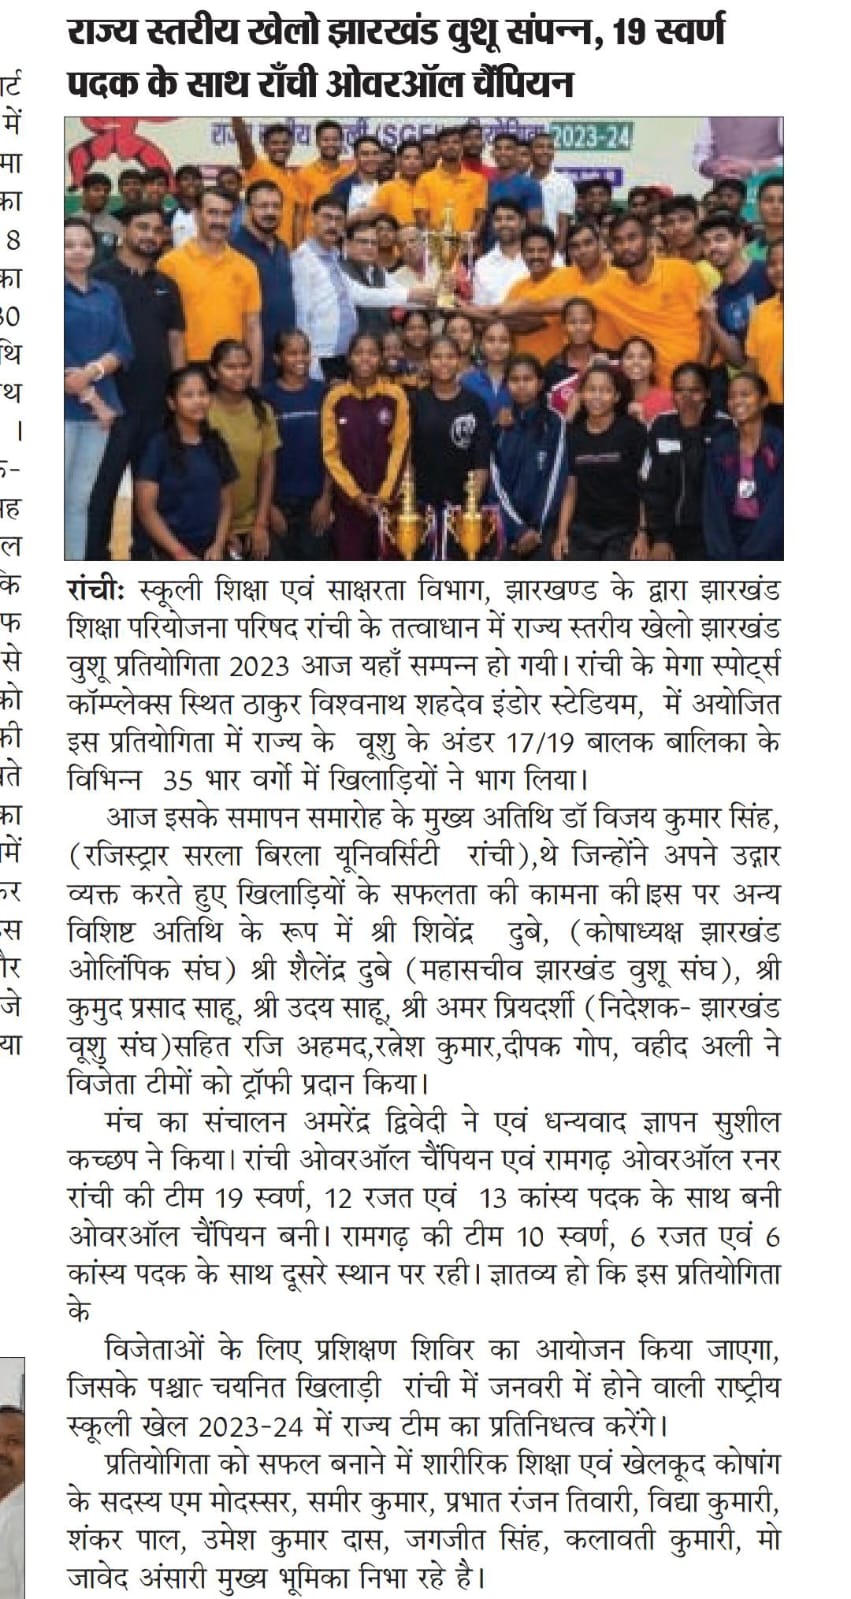 राज्य स्तरीय खेलो झारखंड वुशू संपन्न, 19 स्वर्ण
पदक के साथ राँची ओवरऑल चैंपियन
2023-24
रांचीः स्कूली शिक्षा एवं साक्षरता विभाग, झारखण्ड के द्वारा झारखंड
शिक्षा परियोजना परिषद रांची के तत्वाधान में राज्य स्तरीय खेलो झारखंड
वुशू प्रतियोगिता 2023 आज यहाँ सम्पन्न हो गयी। रांची के मेगा स्पोर्ट्स
कॉम्प्लेक्स स्थित ठाकुर विश्वनाथ शहदेव इंडोर स्टेडियम, में अयोजित
इस प्रतियोगिता में राज्य के वूशु के अंडर 17/19 बालक बालिका के
विभिन्न 35 भार वर्गो में खिलाड़ियों ने भाग लिया।
आज इसके समापन समारोह के मुख्य अतिथि डॉ विजय कुमार सिंह,
(रजिस्ट्रार सरला बिरला यूनिवर्सिटी रांची),थे जिन्होंने अपने उद्गार
व्यक्त करते हुए खिलाड़ियों के सफलता की कामना की।इस पर अन्य
विशिष्ट अतिथि के रूप में श्री शिवेंद्र दुबे, (कोषाध्यक्ष झारखंड
ओलिंपिक संघ) श्री शैलेंद्र दुबे (महासचीव झारखंड वुशू संघ), श्री
कुमुद प्रसाद साहू, श्री उदय साहू, श्री अमर प्रियदर्शी (निदेशक- झारखंड
वूशु संघ)सहित रजि अहमद,रत्नेश कुमार,दीपक गोप, वहीद अली ने
विजेता टीमों को ट्रॉफी प्रदान किया।
मंच का संचालन अमरेंद्र द्विवेदी ने एवं धन्यवाद ज्ञापन सुशील
कच्छप ने किया। रांची ओवरऑल चैंपियन एवं रामगढ़ ओवरऑल रनर
रांची की टीम 19 स्वर्ण, 12 रजत एवं 13 कांस्य पदक के साथ बनी
ओवरऑल चैंपियन बनी। रामगढ़ की टीम 10 स्वर्ण, 6 रजत एवं 6
कांस्य पदक के साथ दूसरे स्थान पर रही। ज्ञातव्य हो कि इस प्रतियोगिता
के
विजेताओं के लिए प्रशिक्षण शिविर का आयोजन किया जाएगा,
जिसके पश्चात चयनित खिलाड़ी रांची में जनवरी में होने वाली राष्ट्रीय
स्कूली खेल 2023-24 में राज्य टीम का प्रतिनिधत्व करेंगे।
प्रतियोगिता को सफल बनाने में शारीरिक शिक्षा एवं खेलकूद कोषांग
के सदस्य एम मोदस्सर, समीर कुमार, प्रभात रंजन तिवारी, विद्या कुमारी,
शंकर पाल, उमेश कुमार दास, जगजीत सिंह, कलावती कुमारी, मो
जावेद अंसारी मुख्य भूमिका निभा रहे है।